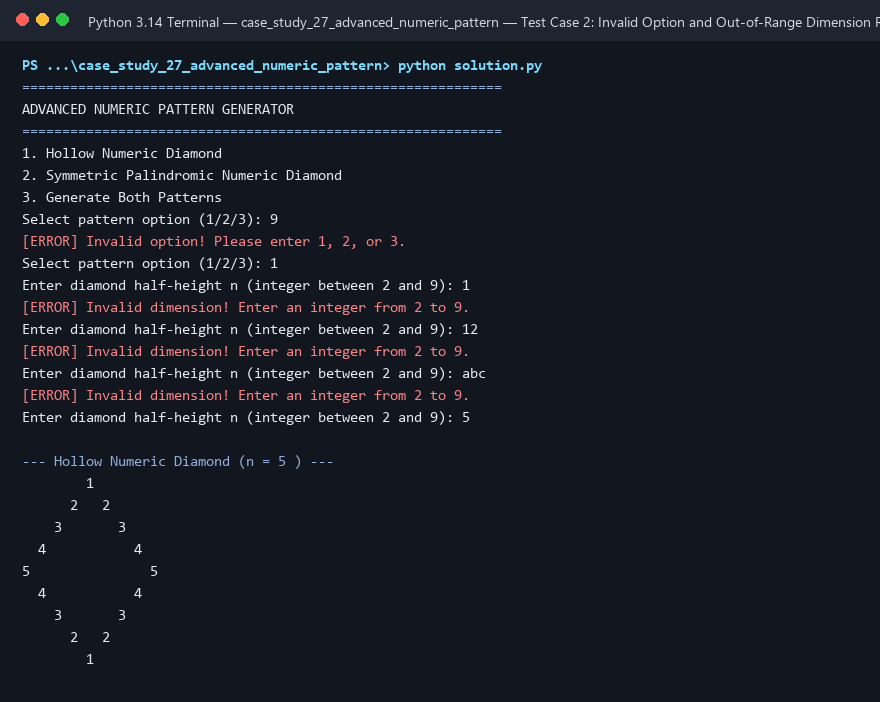 Python 3.14 Terminal — case_study_27_advanced_numeric_pattern — Test Case 2: Invalid Option and Out-of-Range Dimension R
PS ...\case_study_27_advanced_numeric_pattern> python solution.py
============================================================
ADVANCED NUMERIC PATTERN GENERATOR
============================================================
1. Hollow Numeric Diamond
2. Symmetric Palindromic Numeric Diamond
3. Generate Both Patterns
Select pattern option (1/2/3): 9
[ERROR] Invalid option! Please enter 1, 2, or 3.
Select pattern option (1/2/3): 1
Enter diamond half-height n (integer between 2 and 9): 1
[ERROR] Invalid dimension! Enter an integer from 2 to 9.
Enter diamond half-height n (integer between 2 and 9): 12
[ERROR] Invalid dimension! Enter an integer from 2 to 9.
Enter diamond half-height n (integer between 2 and 9): abc
[ERROR] Invalid dimension! Enter an integer from 2 to 9.
Enter diamond half-height n (integer between 2 and 9): 5

--- Hollow Numeric Diamond (n = 5 ) ---
        1
      2   2
    3       3
  4           4
5               5
  4           4
    3       3
      2   2
        1